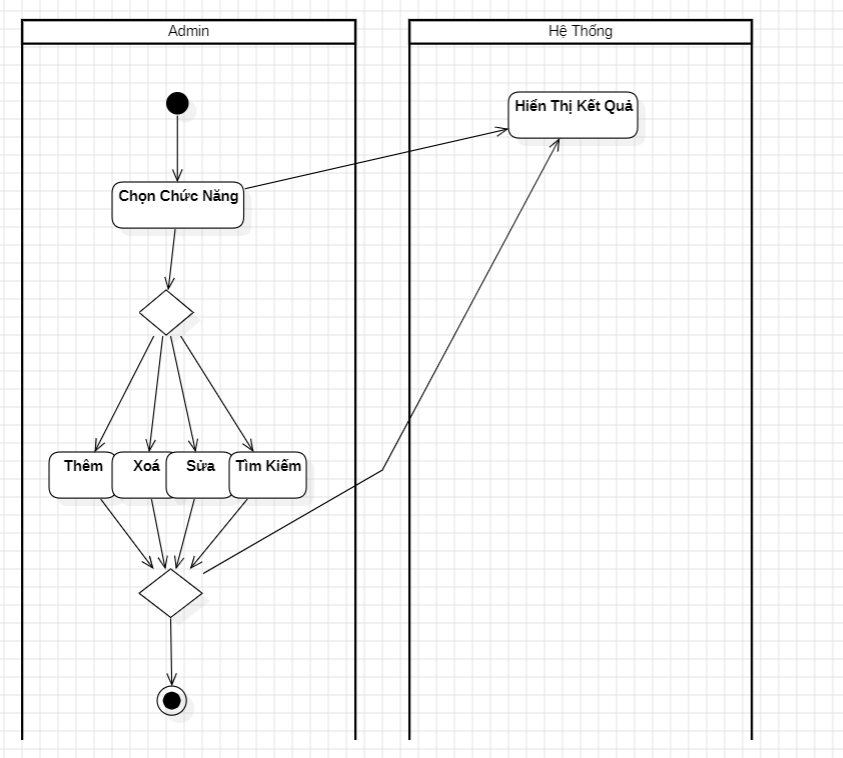 Admin
Hệ Thống
Hiển Thị Kết Quả
Chọn Chức Năng
Thêm
Xoá
Sửa
Tìm Kiếm